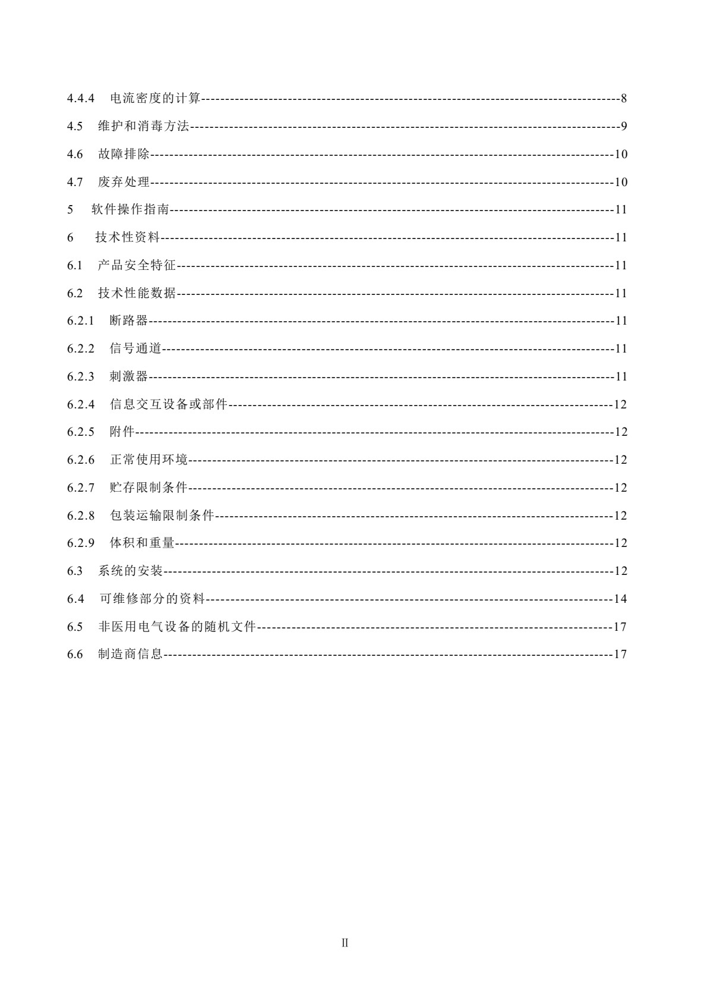 4.4.4 电流密度的计算----------------------------------------------------------------------------------------8
4.5 维护和消毒方法------------------------------------------------------------------------------------------9
4.6 故障排除-------------------------------------------------------------------------------------------------10
4.7 废弃处理-------------------------------------------------------------------------------------------------10
5 软件操作指南---------------------------------------------------------------------------------------------11
6 技术性资料-----------------------------------------------------------------------------------------------11
6.1 产品安全特征--------------------------------------------------------------------------------------------11
6.2 技术性能数据--------------------------------------------------------------------------------------------11
6.2.1 断路器--------------------------------------------------------------------------------------------------11
6.2.2 信号通道-----------------------------------------------------------------------------------------------11
6.2.3 刺激器--------------------------------------------------------------------------------------------------11
6.2.4 信息交互设备或部件---------------------------------------------------------------------------------12
6.2.5 附件----------------------------------------------------------------------------------------------------12
6.2.6 正常使用环境-----------------------------------------------------------------------------------------12
6.2.7 贮存限制条件-----------------------------------------------------------------------------------------12
6.2.8 包装运输限制条件------------------------------------------------------------------------------------12
6.2.9 体积和重量--------------------------------------------------------------------------------------------12
6.3 系统的安装-----------------------------------------------------------------------------------------------12
6.4 可维修部分的资料--------------------------------------------------------------------------------------14
6.5 非医用电气设备的随机文件---------------------------------------------------------------------------17
6.6 制造商信息-----------------------------------------------------------------------------------------------17
II